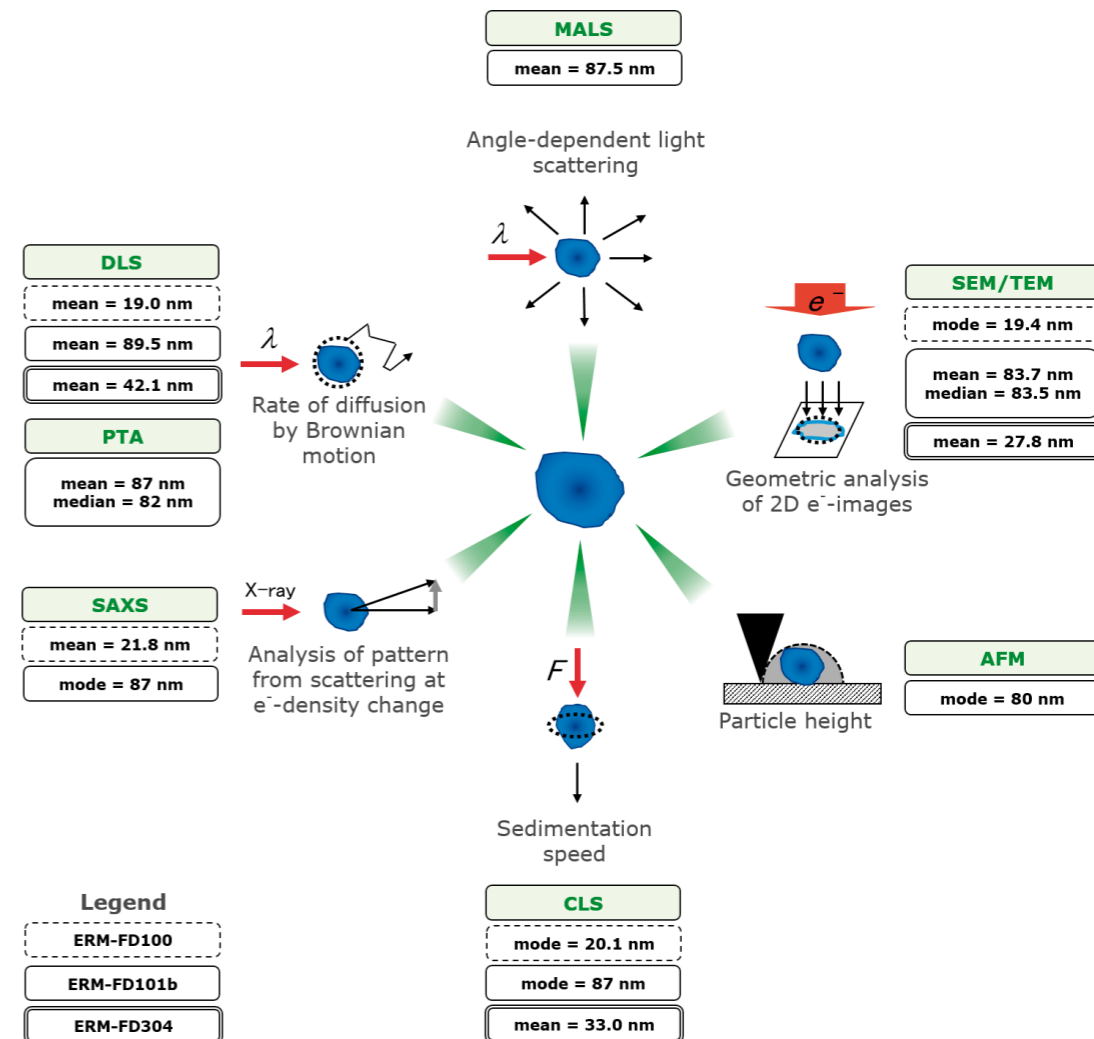 MALS
mean = 87.5 nm
Angle-dependent light
scattering
λ
DLS
mean = 19.0 nm
mean = 89.5 nm
mean = 42.1 nm
λ
Rate of diffusion
by Brownian
motion
PTA
mean = 87 nm
median = 82 nm
SEM/TEM
mode = 19.4 nm
mean = 83.7 nm
median = 83.5 nm
mean = 27.8 nm
e⁻
Geometric analysis
of 2D e⁻-images
SAXS
mean = 21.8 nm
mode = 87 nm
X-ray
Analysis of pattern
from scattering at
e⁻-density change
F
Sedimentation
speed
Particle height
AFM
mode = 80 nm
Legend
ERM-FD100
ERM-FD101b
ERM-FD304
CLS
mode = 20.1 nm
mode = 87 nm
mean = 33.0 nm